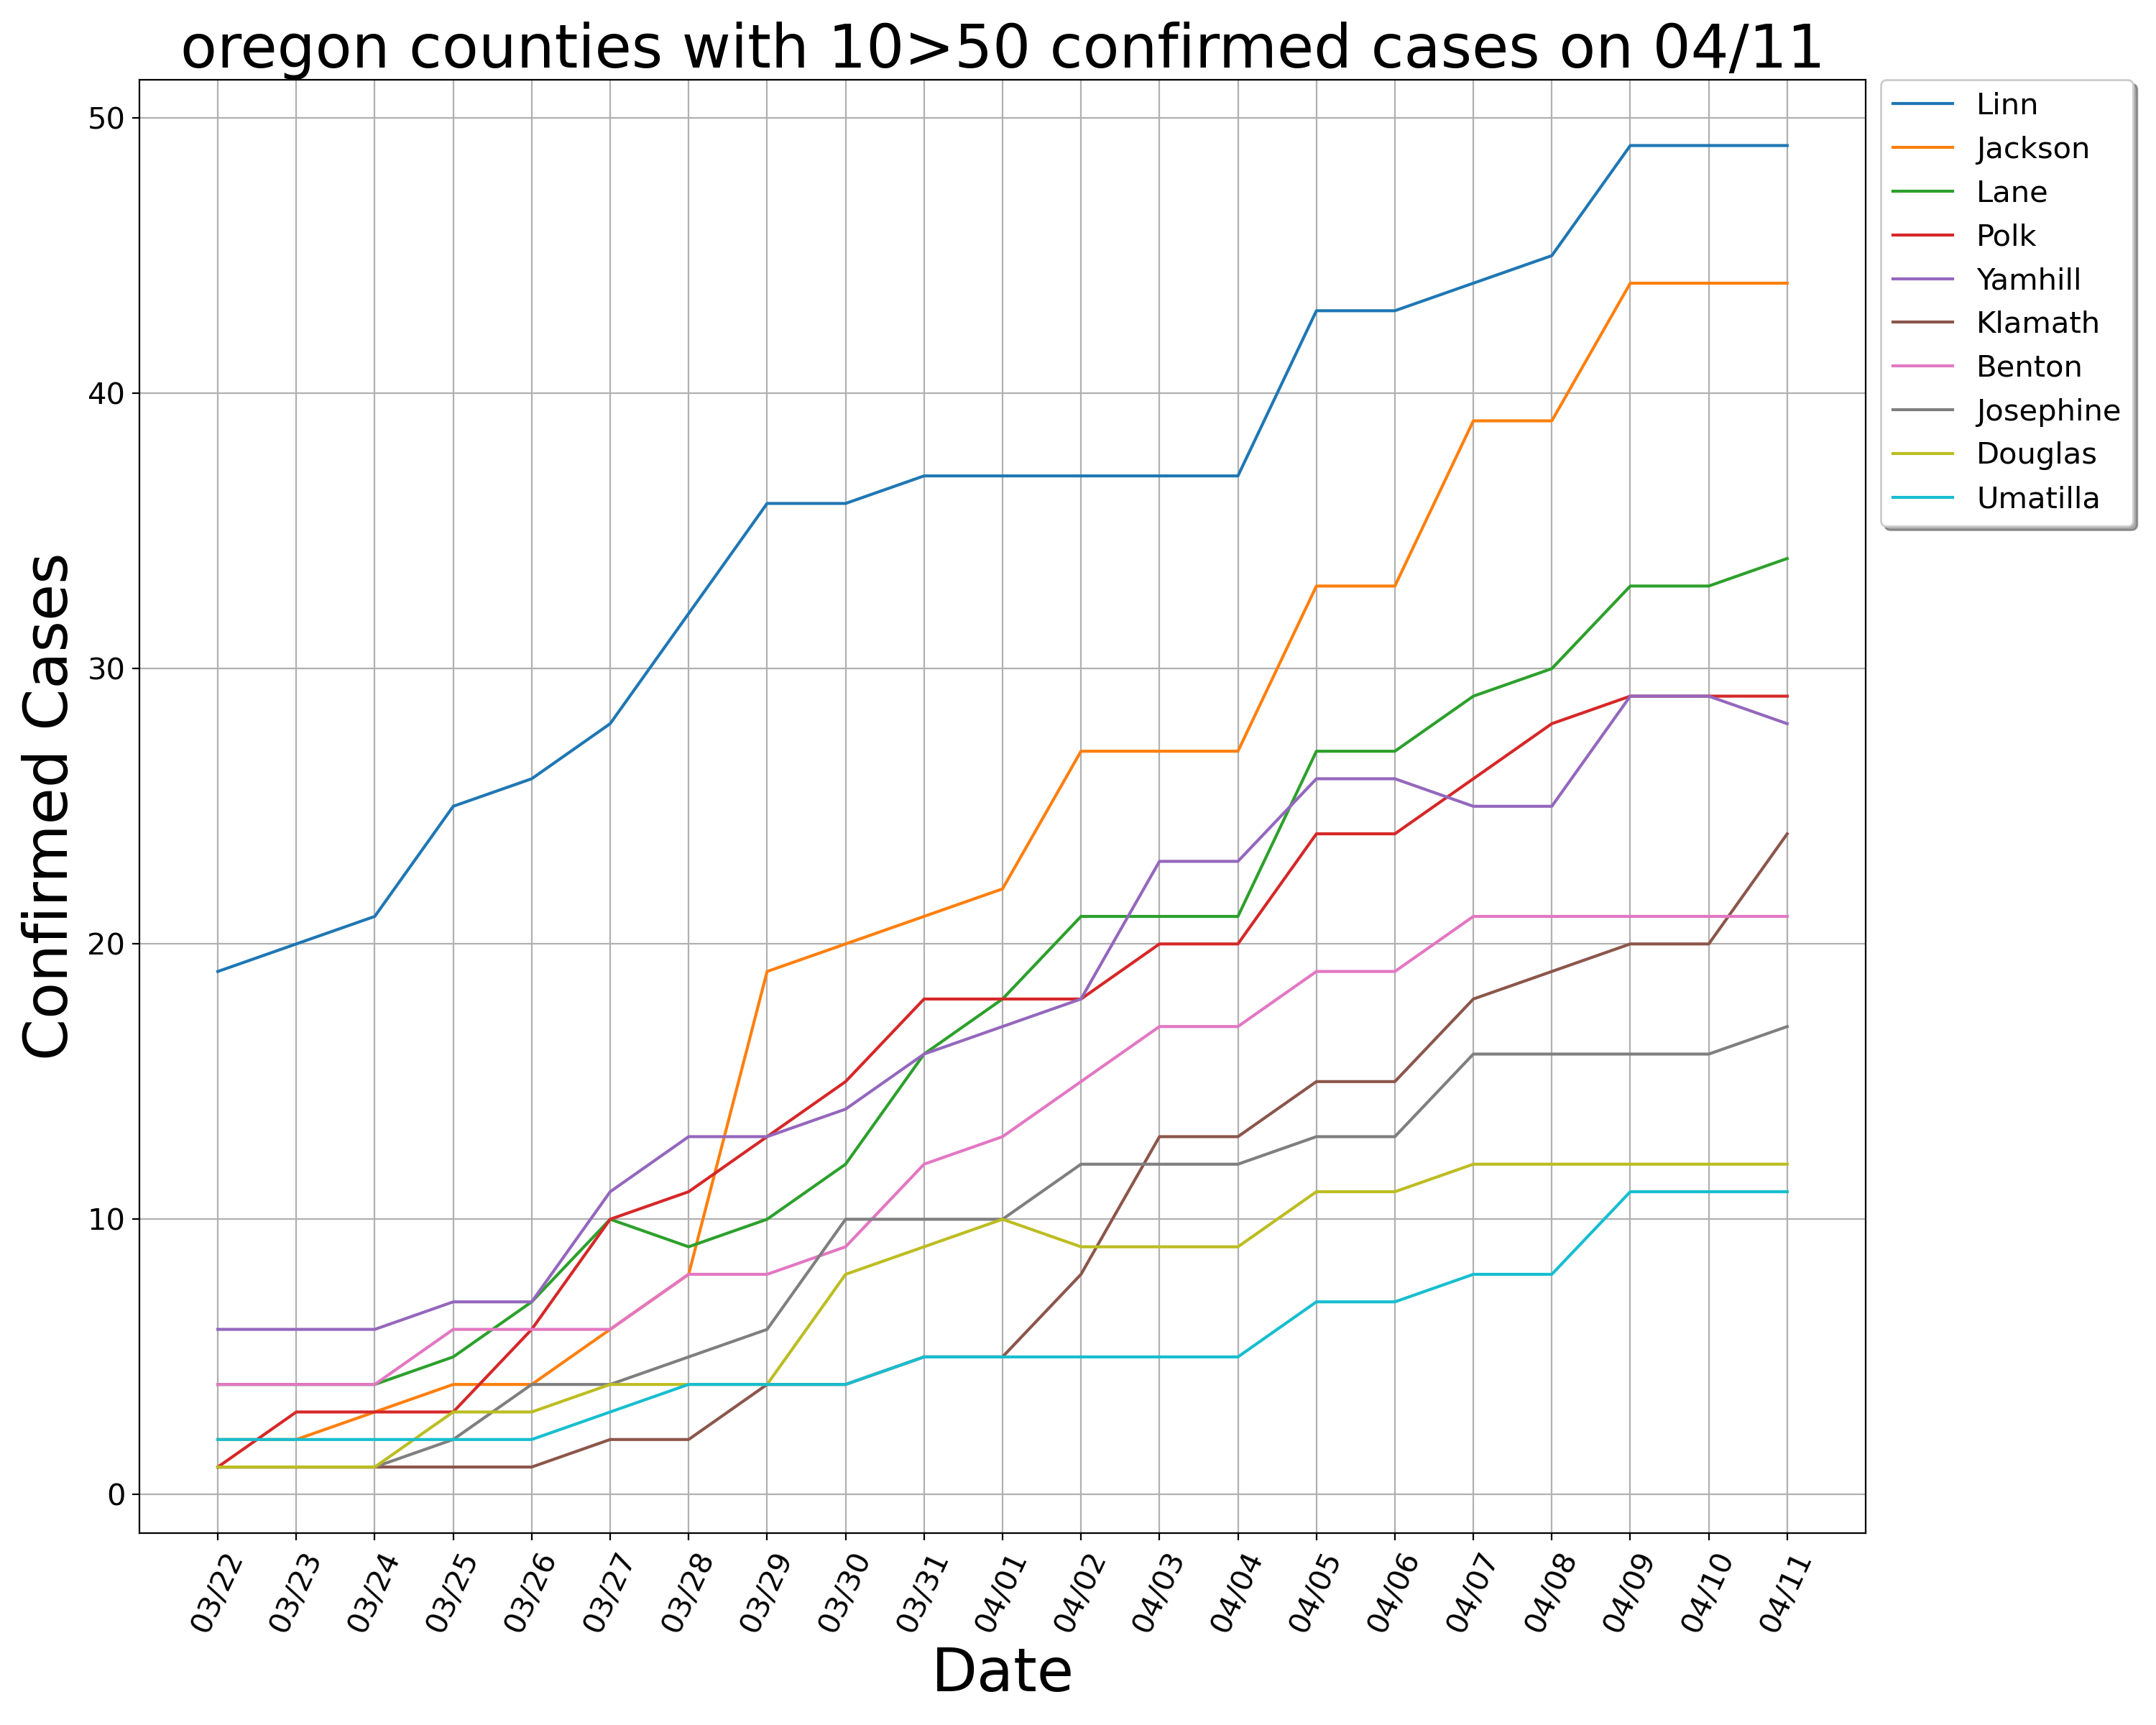 oregon counties with 10>50 confirmed cases on 04/11
Confirmed Cases
50
40
30
20
10
0
03/22
03/23
03/24
03/25
03/26
03/27
03/28
03/29
03/30
03/31
04/01
04/02
04/03
04/04
04/05
04/06
04/07
04/08
04/09
04/10
04/11
Date
Linn
Jackson
Lane
Polk
Yamhill
Klamath
Benton
Josephine
Douglas
Umatilla